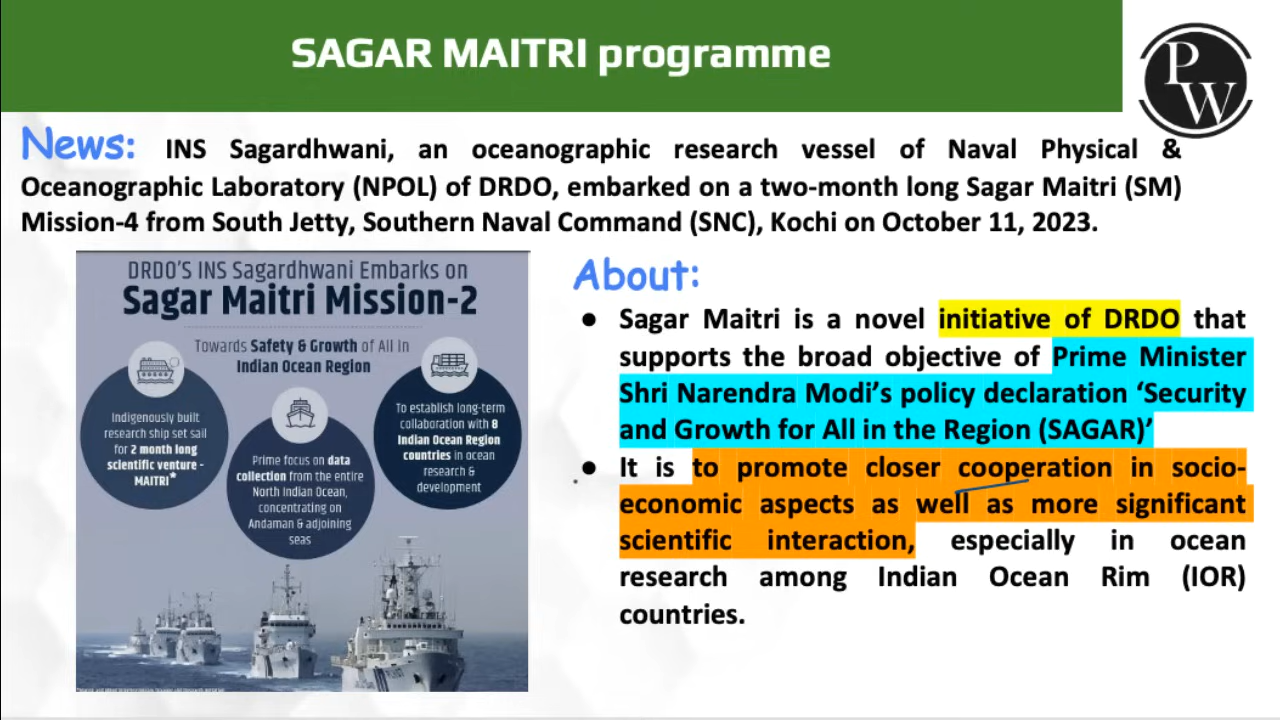 SAGAR MAITRI programme
P
W
News: INS Sagardhwani, an oceanographic research vessel of Naval Physical &
Oceanographic Laboratory (NPOL) of DRDO, embarked on a two-month long Sagar Maitri (SM)
Mission-4 from South Jetty, Southern Naval Command (SNC), Kochi on October 11, 2023.
DRDO'S INS Sagardhwani Embarks on
Sagar Maitri Mission-2
Towards Safety & Growth of All in
Indian Ocean Region
Indigenously built
research ship set sail
for 2 month long
scientific venture -
MAITRI*
Prime focus on data
collection from the entire
North Indian Ocean,
concentrating on
Andaman & adjoining
seas
To establish long-term
collaboration with 8
Indian Ocean Region
countries in ocean
research &
development
About:
● Sagar Maitri is a novel initiative of DRDO that
supports the broad objective of Prime Minister
Shri Narendra Modi's policy declaration ‘Security
and Growth for All in the Region (SAGAR)’
● It is to promote closer cooperation in socio-
economic aspects as well as more significant
scientific interaction, especially in ocean
research among Indian Ocean Rim (IOR)
countries.